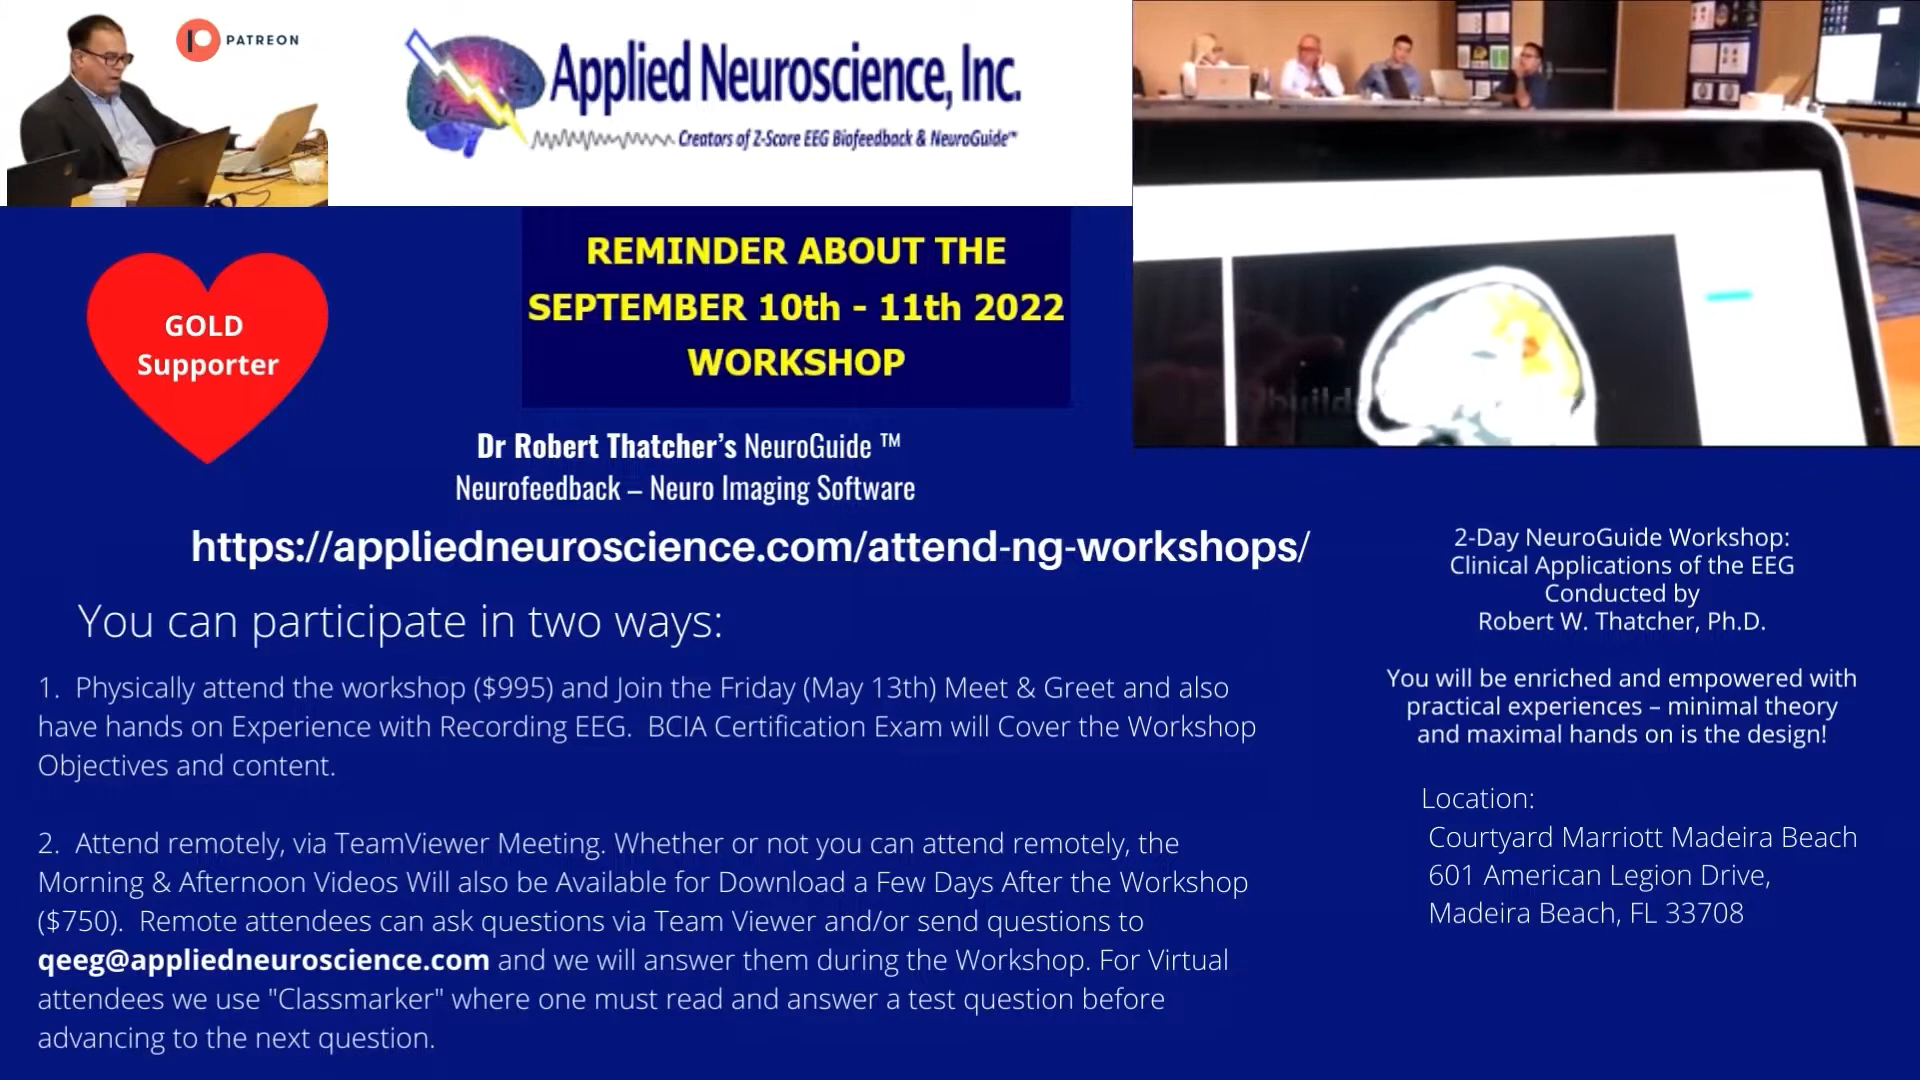 PATREON
Applied Neuroscience, Inc.
Creators of Z-Score EEG Biofeedback & NeuroGuide™
REMINDER ABOUT THE
SEPTEMBER 10th - 11th 2022
WORKSHOP
GOLD
Supporter
build
Dr Robert Thatcher’s NeuroGuide ™
Neurofeedback – Neuro Imaging Software
https://appliedneuroscience.com/attend-ng-workshops/
You can participate in two ways:
1. Physically attend the workshop ($995) and Join the Friday (May 13th) Meet & Greet and also
have hands on Experience with Recording EEG. BCIA Certification Exam will Cover the Workshop
Objectives and content.
2. Attend remotely, via TeamViewer Meeting. Whether or not you can attend remotely, the
Morning & Afternoon Videos Will also be Available for Download a Few Days After the Workshop
($750). Remote attendees can ask questions via Team Viewer and/or send questions to
qeeg@appliedneuroscience.com and we will answer them during the Workshop. For Virtual
attendees we use "Classmarker" where one must read and answer a test question before
advancing to the next question.
2-Day NeuroGuide Workshop:
Clinical Applications of the EEG
Conducted by
Robert W. Thatcher, Ph.D.
You will be enriched and empowered with
practical experiences – minimal theory
and maximal hands on is the design!
Location:
Courtyard Marriott Madeira Beach
601 American Legion Drive,
Madeira Beach, FL 33708